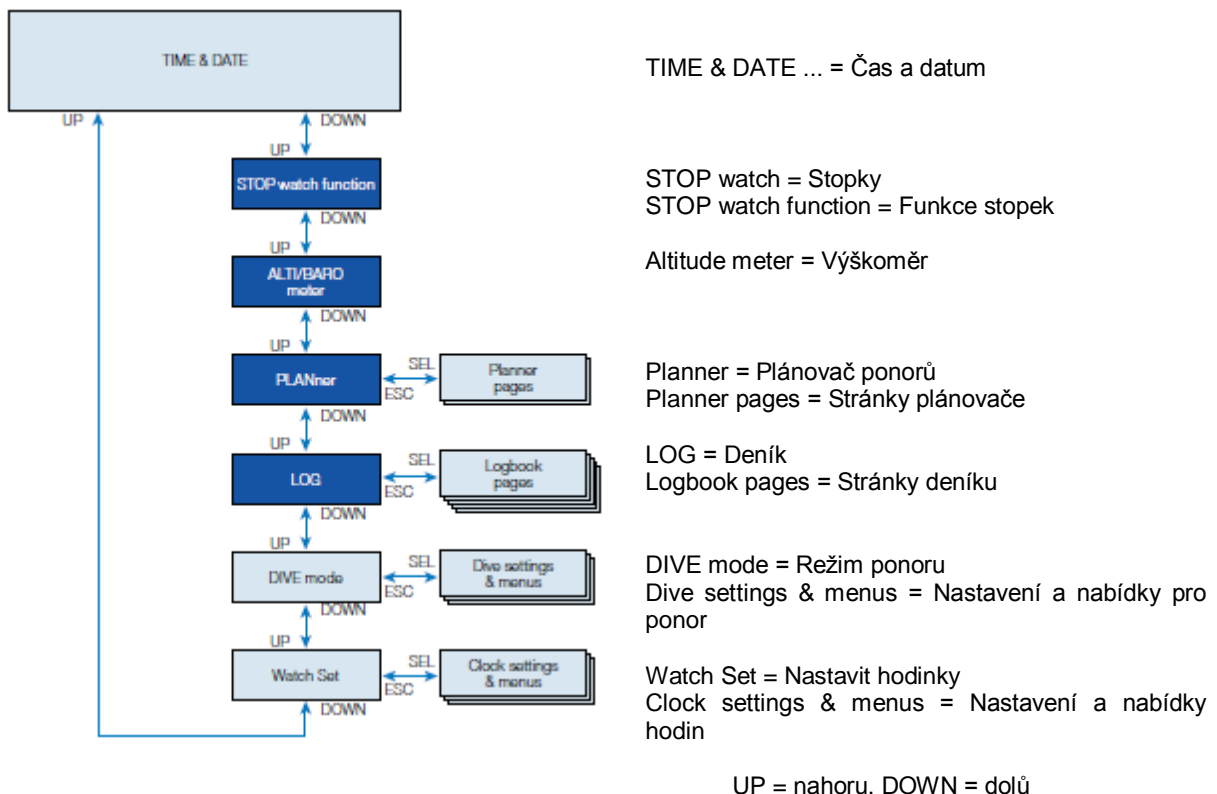 TIME & DATE
UP
DOWN
UP
STOP watch function
DOWN
UP
ALTI/BARO
meter
DOWN
UP
PLANner
SEL
ESC
Planner
pages
DOWN
UP
LOG
SEL
ESC
Logbook
pages
DOWN
UP
DIVE mode
SEL
ESC
Dive settings
& menus
DOWN
UP
Watch Set
SEL
ESC
Clock settings
& menus
DOWN
TIME & DATE ... = Čas a datum
STOP watch = Stopky
STOP watch function = Funkce stopek
Altitude meter = Výškoměr
Planner = Plánovač ponorů
Planner pages = Stránky plánovače
LOG = Deník
Logbook pages = Stránky deníku
DIVE mode = Režim ponoru
Dive settings & menus = Nastavení a nabídky pro
ponor
Watch Set = Nastavit hodinky
Clock settings & menus = Nastavení a nabídky
hodin
UP = nahoru, DOWN = dolů